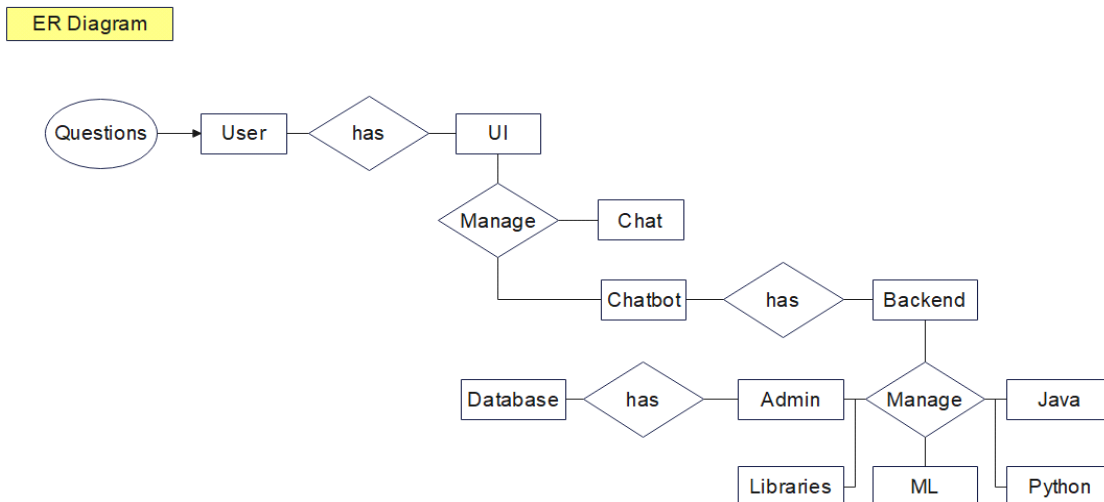 ER Diagram
Questions
User
has
UI
Manage
Chat
Chatbot
has
Backend
Database
has
Admin
Manage
Java
Libraries
ML
Python